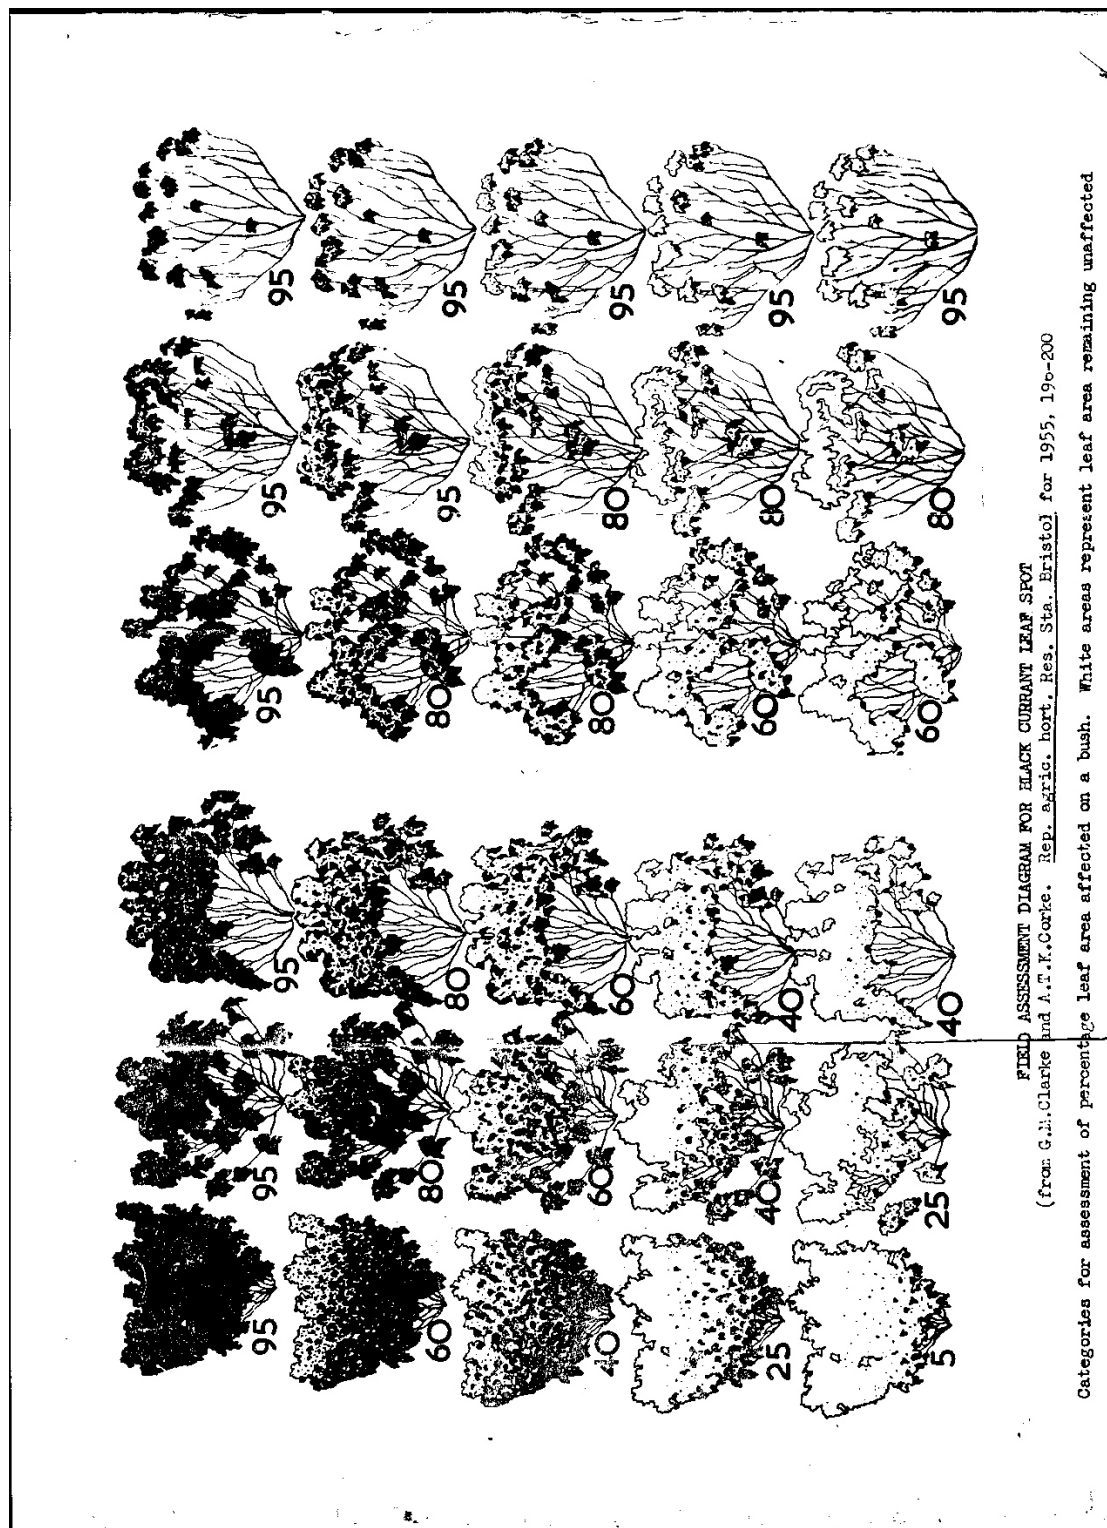 95 95 95 95 95 95
60 80 80 80 95 95
40 60 60 80 80 95
25 40 40 60 80 95
5 25 40 60 80 95
FIELD ASSESSMENT DIAGRAM FOR BLACK CURRANT LEAF SPOT
(from G.M.Clarke and A.T.K.Corke. Rep. agric. hort. Res. Sta. Bristol for 1955, 196-200
Categories for assessment of percentage leaf area affected on a bush. White areas represent leaf area remaining unaffected